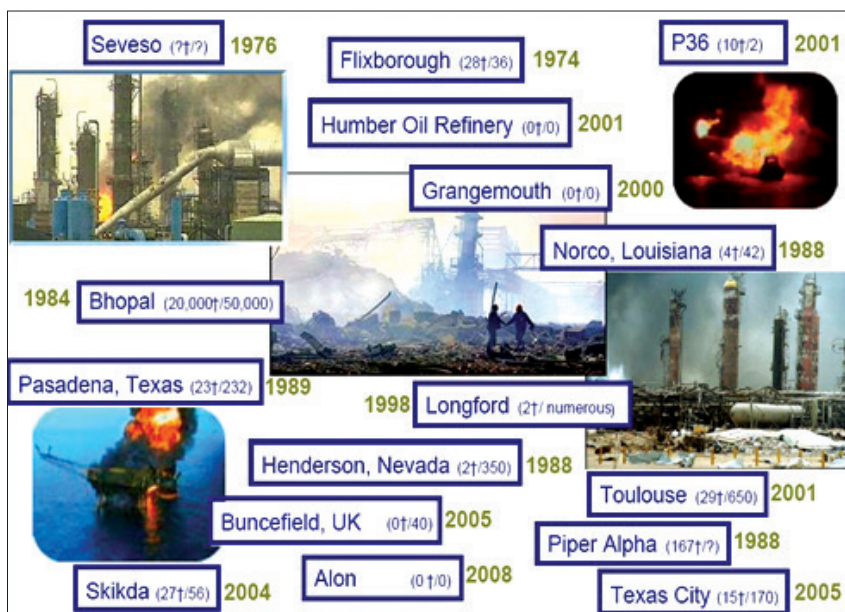 Seveso (?†/?) 1976
Flixborough (28†/36) 1974
P36 (10†/2) 2001
Humber Oil Refinery (0†/0) 2001
Grangemouth (0†/0) 2000
Norco, Louisiana (4†/42) 1988
1984 Bhopal (20,000†/50,000)
Pasadena, Texas (23†/232) 1989
1998 Longford (2†/ numerous)
Henderson, Nevada (2†/350) 1988
Toulouse (29†/650) 2001
Buncefield, UK (0†/40) 2005
Piper Alpha (167†/?) 1988
Skikda (27†/56) 2004
Alon (0 †/0) 2008
Texas City (15†/170) 2005